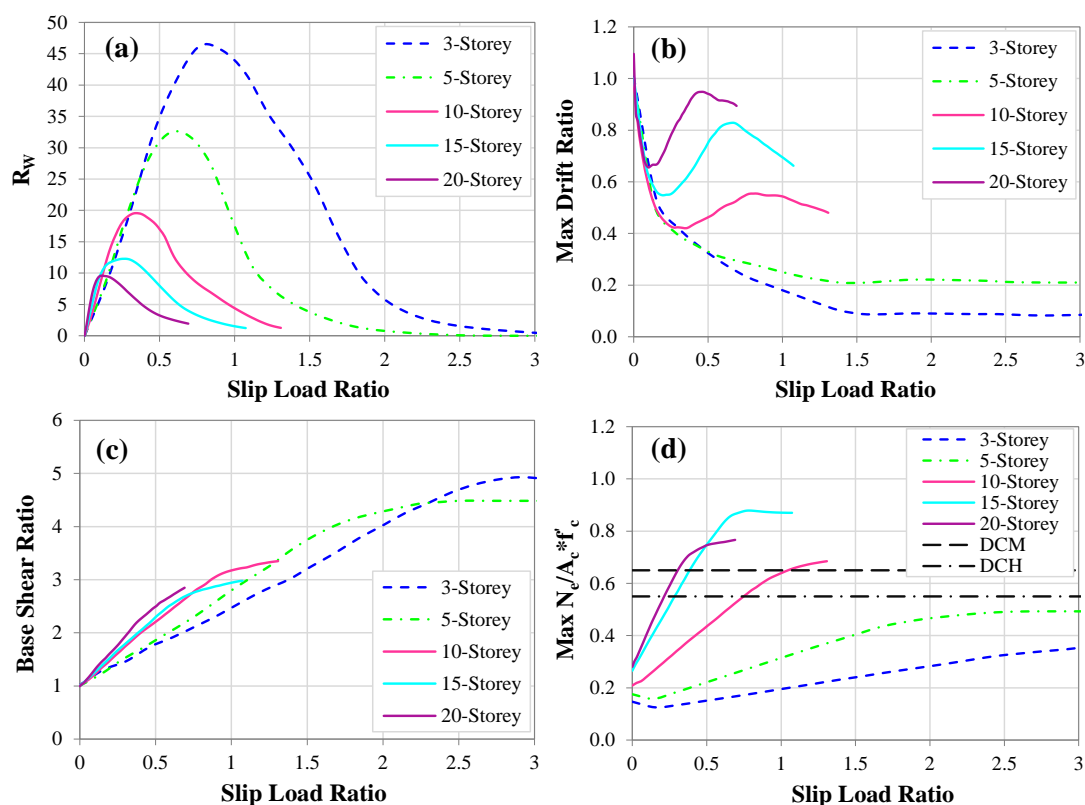 (a)
50
45
40
35
30
25
20
15
10
5
0
R_W
0 0.5 1 1.5 2 2.5 3
Slip Load Ratio
3-Storey
5-Storey
10-Storey
15-Storey
20-Storey
(b)
1.2
1.0
0.8
0.6
0.4
0.2
0.0
Max Drift Ratio
0 0.5 1 1.5 2 2.5 3
Slip Load Ratio
3-Storey
5-Storey
10-Storey
15-Storey
20-Storey
(c)
6
5
4
3
2
1
0
Base Shear Ratio
0 0.5 1 1.5 2 2.5 3
Slip Load Ratio
3-Storey
5-Storey
10-Storey
15-Storey
20-Storey
(d)
1.2
1.0
0.8
0.6
0.4
0.2
0.0
Max N_e/A_c*f'_c
0 0.5 1 1.5 2 2.5 3
Slip Load Ratio
3-Storey
5-Storey
10-Storey
15-Storey
20-Storey
DCM
DCH